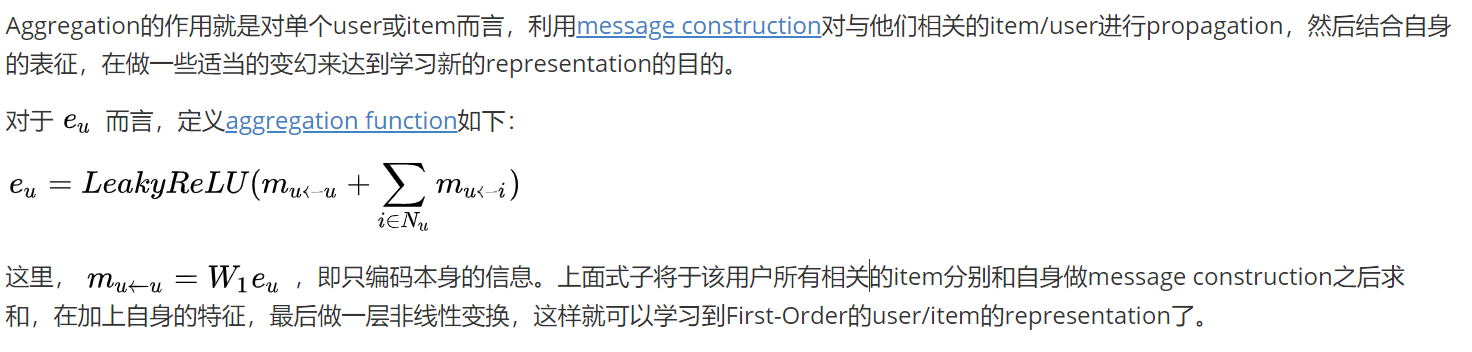 Aggregation的作用就是对单个user或item而言，利用message construction对与他们相关的item/user进行propagation，然后结合自身
的表征，在做一些适当的变幻来达到学习新的representation的目的。
对于 e_u 而言，定义aggregation function如下：
e_u = LeakyReLU(m_{u<-u} + ∑_{i∈N_u} m_{u<-i})
这里， m_{u←u} = W_1 e_u ，即只编码本身的信息。上面式子将于该用户所有相关的item分别和自身做message construction之后求
和，在加上自身的特征，最后做一层非线性变换，这样就可以学习到First-Order的user/item的representation了。